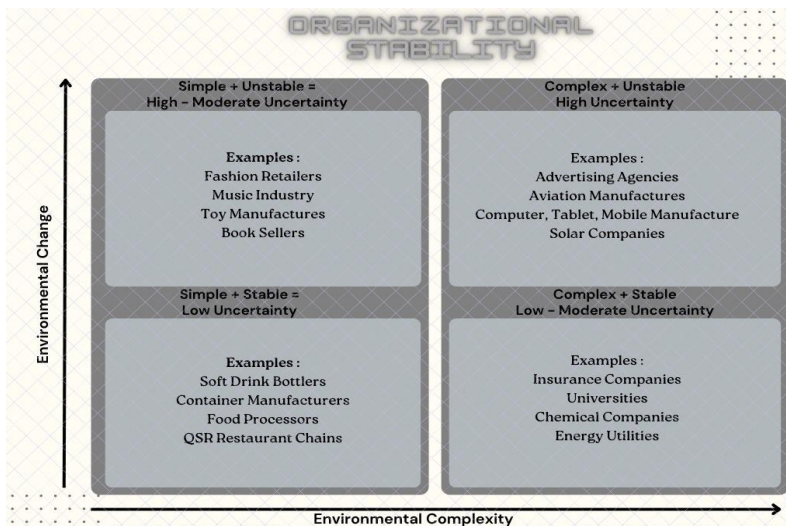 ORGANIZATIONAL
STABILITY
Simple + Unstable =
High - Moderate Uncertainty
Examples :
Fashion Retailers
Music Industry
Toy Manufactures
Book Sellers
Complex + Unstable
High Uncertainty
Examples :
Advertising Agencies
Aviation Manufactures
Computer, Tablet, Mobile Manufacture
Solar Companies
Environmental Change
Simple + Stable =
Low Uncertainty
Examples :
Soft Drink Bottlers
Container Manufacturers
Food Processors
QSR Restaurant Chains
Complex + Stable
Low - Moderate Uncertainty
Examples :
Insurance Companies
Universities
Chemical Companies
Energy Utilities
Environmental Complexity